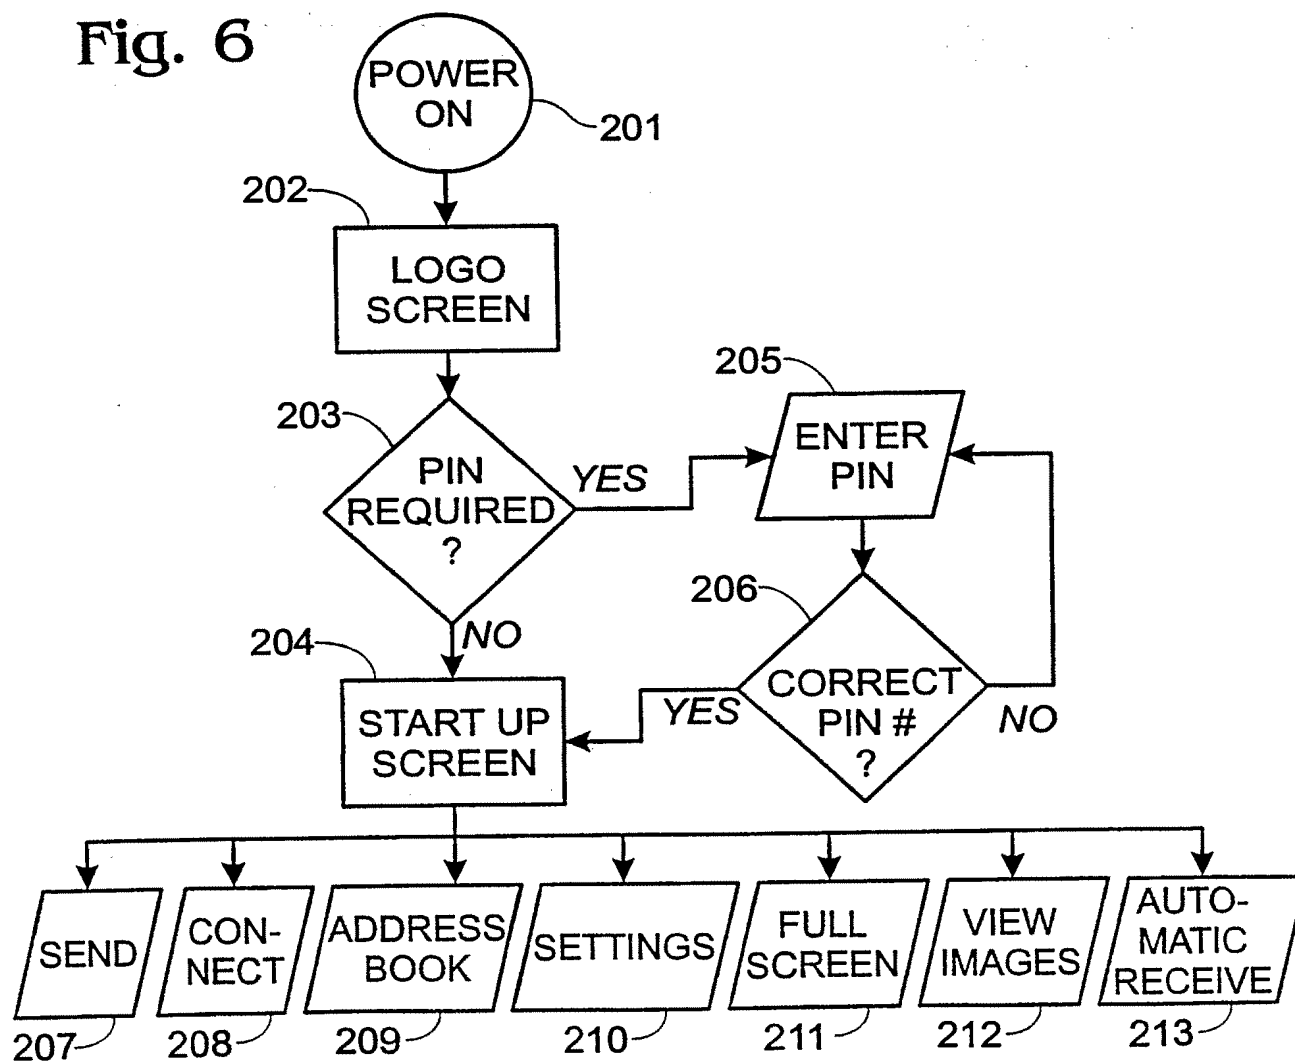 Fig. 6
POWER
ON
201
202
LOGO
SCREEN
203
PIN
REQUIRED
?
YES
205
ENTER
PIN
206
CORRECT
PIN #
?
NO
YES
NO
204
START UP
SCREEN
SEND
CON-
NECT
ADDRESS
BOOK
SETTINGS
FULL
SCREEN
VIEW
IMAGES
AUTO-
MATIC
RECEIVE
207
208
209
210
211
212
213